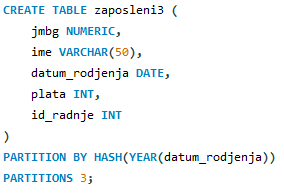 CREATE TABLE zaposleni3 (
    jmbg NUMERIC,
    ime VARCHAR(50),
    datum_rodjenja DATE,
    plata INT,
    id_radnje INT
)
PARTITION BY HASH(YEAR(datum_rodjenja))
PARTITIONS 3;